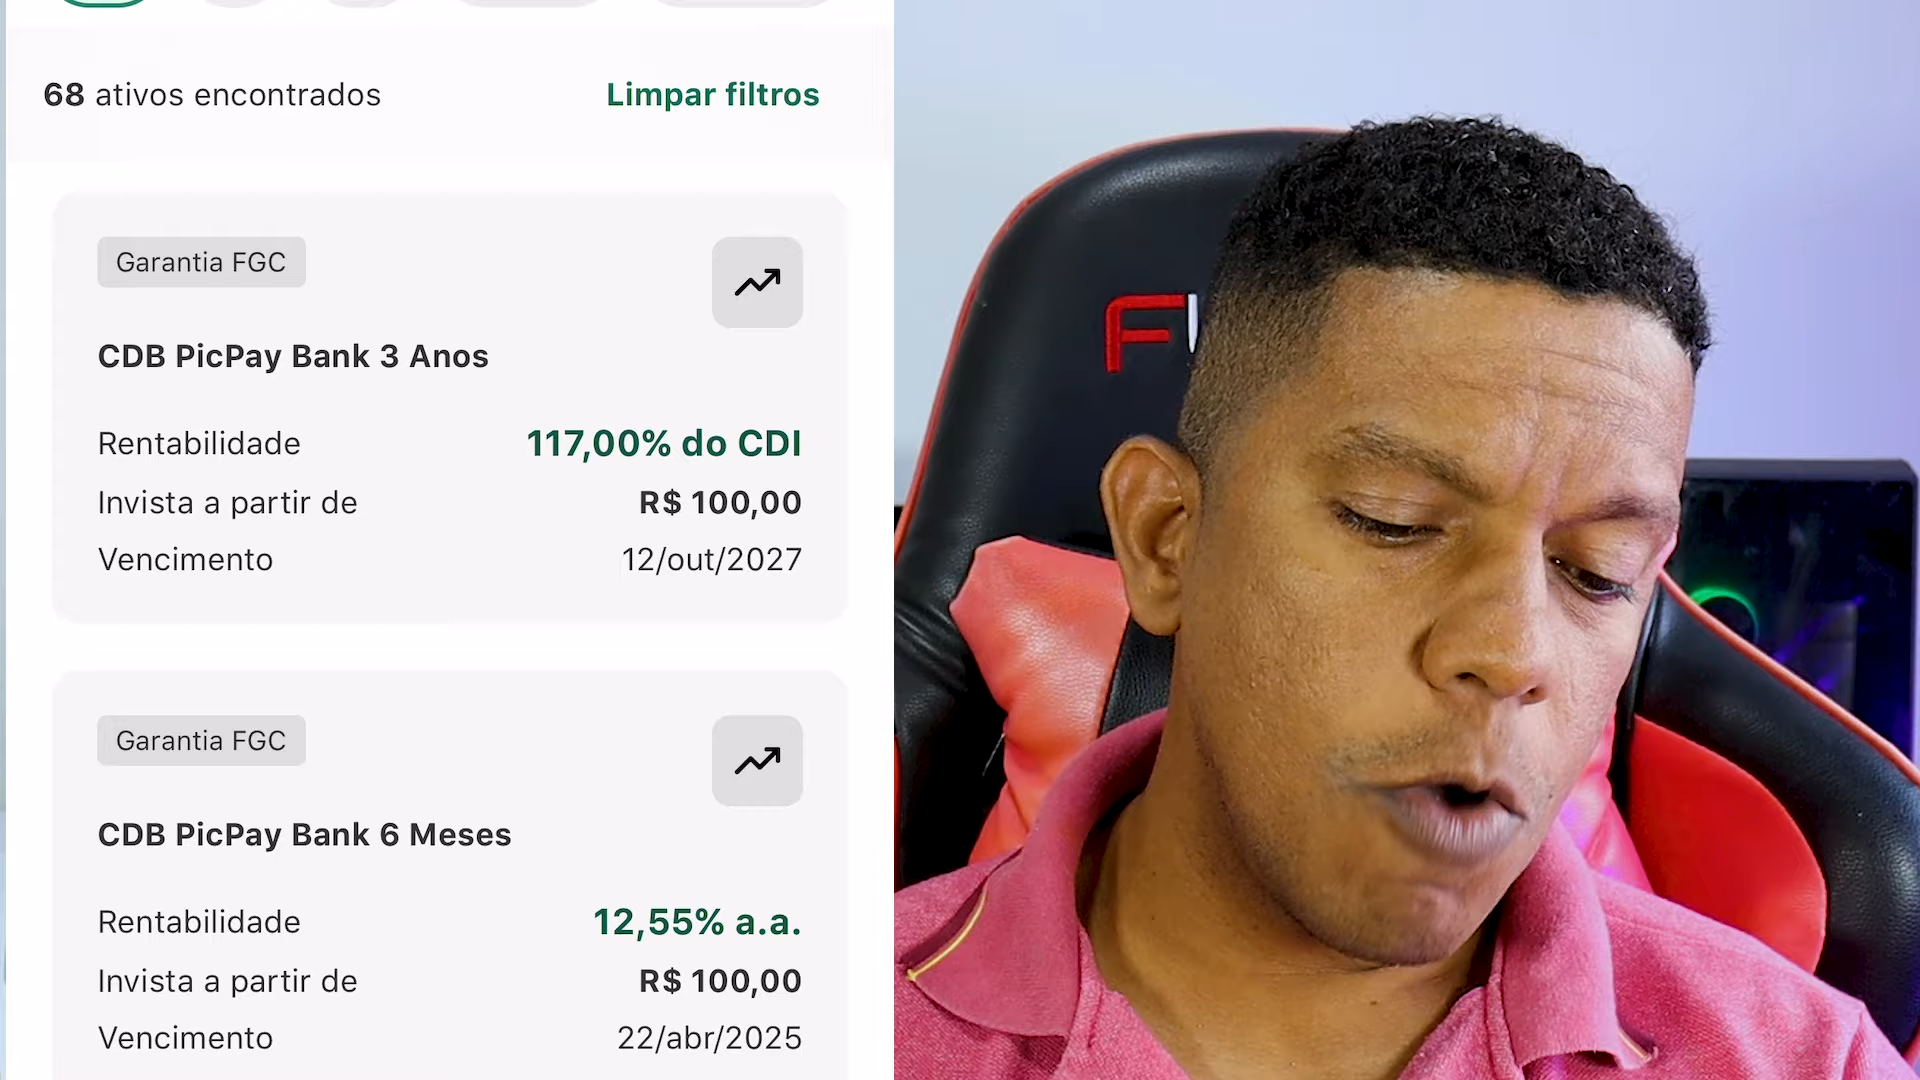 68 ativos encontrados
Limpar filtros
Garantia FGC
CDB PicPay Bank 3 Anos
Rentabilidade
117,00% do CDI
Invista a partir de
R$ 100,00
Vencimento
12/out/2027
Garantia FGC
CDB PicPay Bank 6 Meses
Rentabilidade
12,55% a.a.
Invista a partir de
R$ 100,00
Vencimento
22/abr/2025